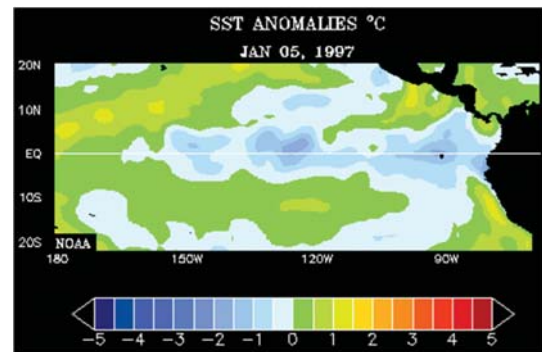 SST ANOMALIES °C
JAN 05, 1997
20N
10N
EQ
10S
20S
NOAA
180 150W 120W 90W
-5 -4 -3 -2 -1 0 1 2 3 4 5